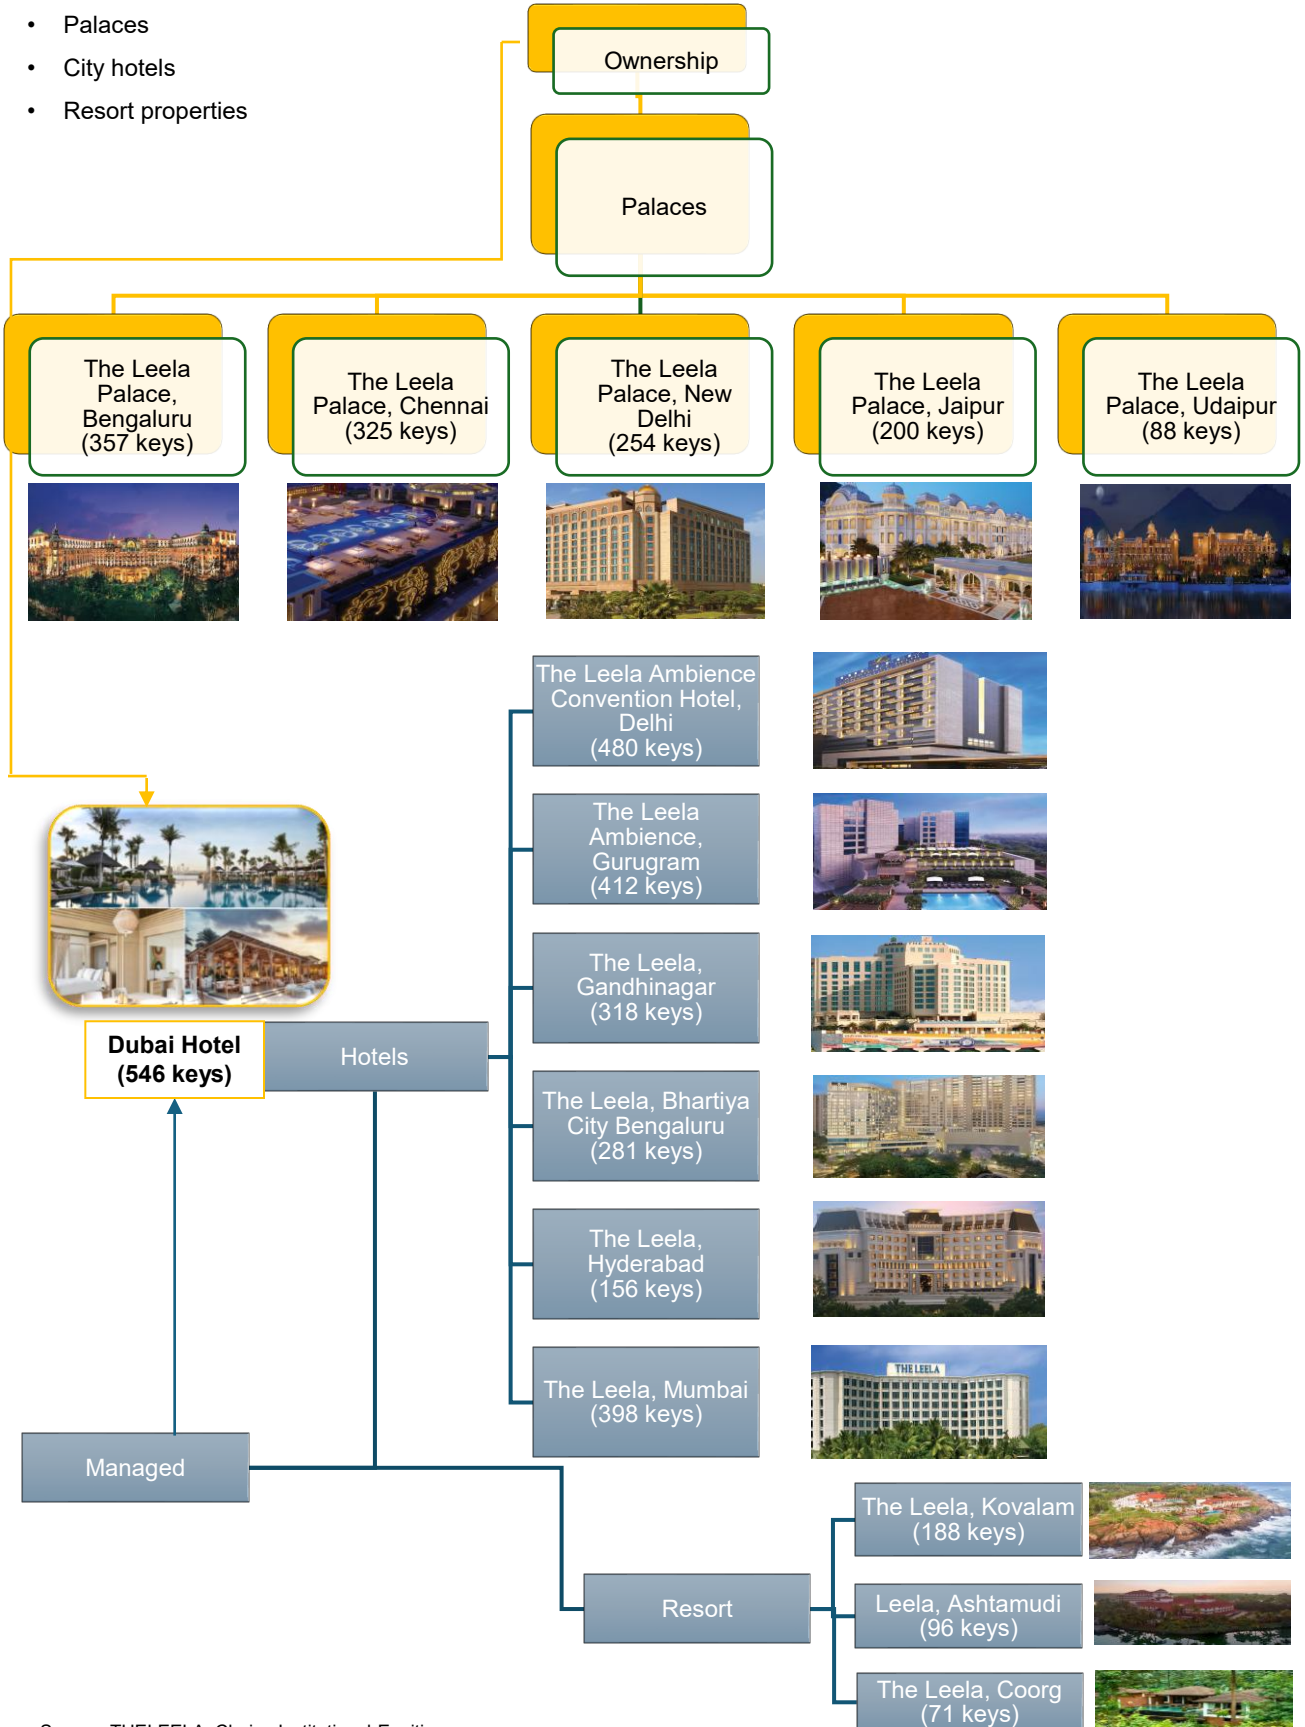 • Palaces
• City hotels
• Resort properties
Ownership
Palaces
The Leela
Palace,
Bengaluru
(357 keys)
The Leela
Palace, Chennai
(325 keys)
The Leela
Palace, New
Delhi
(254 keys)
The Leela
Palace, Jaipur
(200 keys)
The Leela
Palace, Udaipur
(88 keys)
The Leela Ambience
Convention Hotel,
Delhi
(480 keys)
The Leela
Ambience,
Gurugram
(412 keys)
The Leela,
Gandhinagar
(318 keys)
Dubai Hotel
(546 keys)
Hotels
The Leela, Bhartiya
City Bengaluru
(281 keys)
The Leela,
Hyderabad
(156 keys)
The Leela, Mumbai
(398 keys)
THE LEELA
Managed
The Leela, Kovalam
(188 keys)
Resort
Leela, Ashtamudi
(96 keys)
The Leela, Coorg
(71 keys)